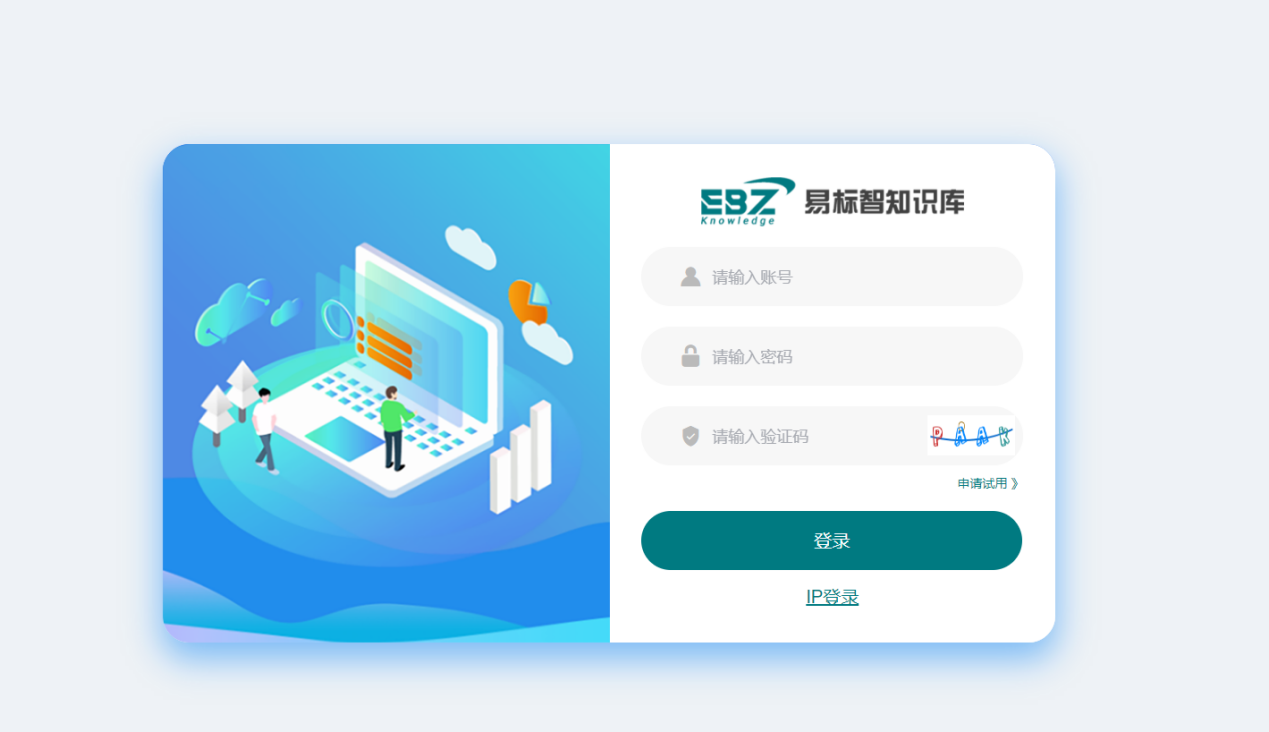 EBZ 易标智知识库
Knowledge
请输入账号
请输入密码
请输入验证码 PAAK
申请试用 》
登录
IP登录